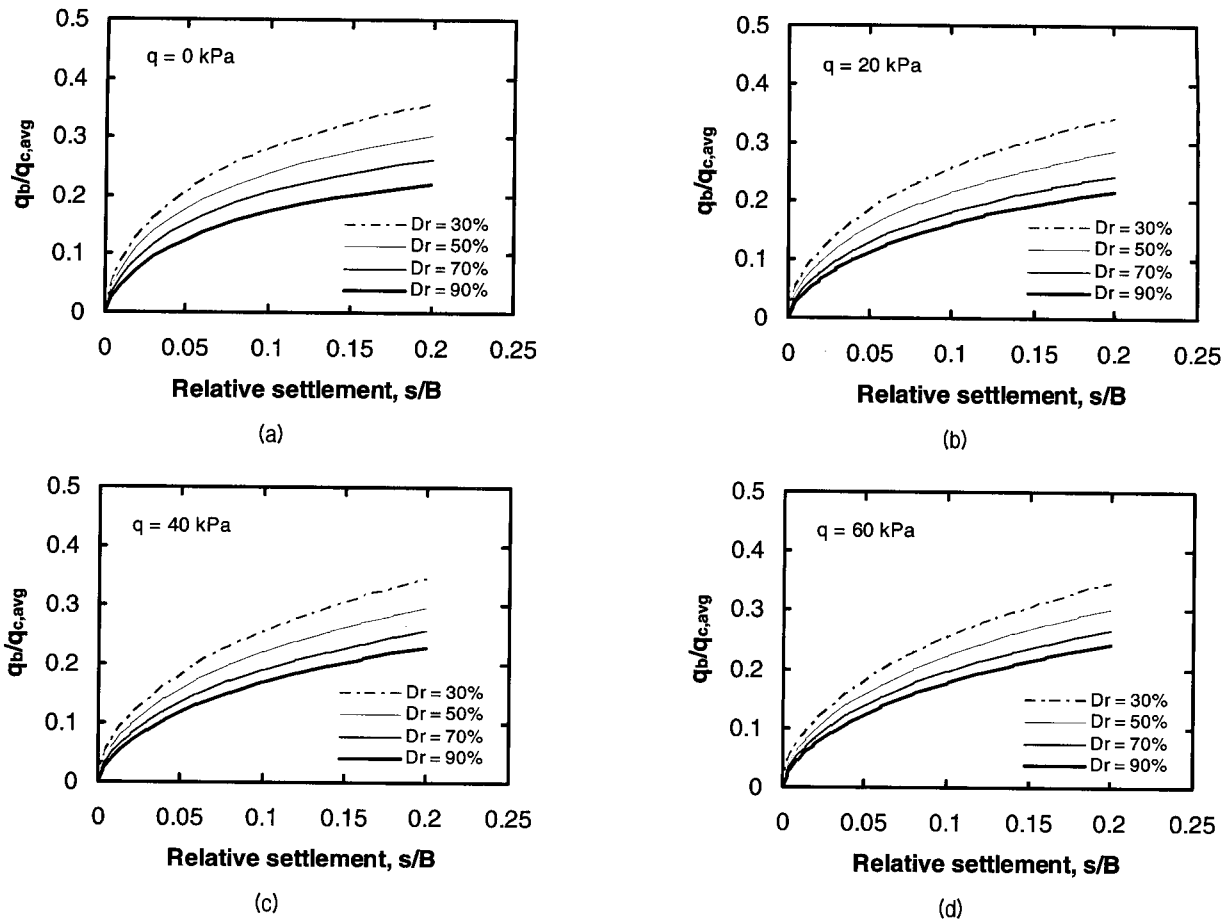 0.5
0.4
0.3
0.2
0.1
0
qb/qc,avg
q = 0 kPa
Dr = 30%
Dr = 50%
Dr = 70%
Dr = 90%
0 0.05 0.1 0.15 0.2 0.25
Relative settlement, s/B
(a)
0.5
0.4
0.3
0.2
0.1
0
qb/qc,avg
q = 20 kPa
Dr = 30%
Dr = 50%
Dr = 70%
Dr = 90%
0 0.05 0.1 0.15 0.2 0.25
Relative settlement, s/B
(b)
0.5
0.4
0.3
0.2
0.1
0
qb/qc,avg
q = 40 kPa
Dr = 30%
Dr = 50%
Dr = 70%
Dr = 90%
0 0.05 0.1 0.15 0.2 0.25
Relative settlement, s/B
(c)
0.5
0.4
0.3
0.2
0.1
0
qb/qc,avg
q = 60 kPa
Dr = 30%
Dr = 50%
Dr = 70%
Dr = 90%
0 0.05 0.1 0.15 0.2 0.25
Relative settlement, s/B
(d)